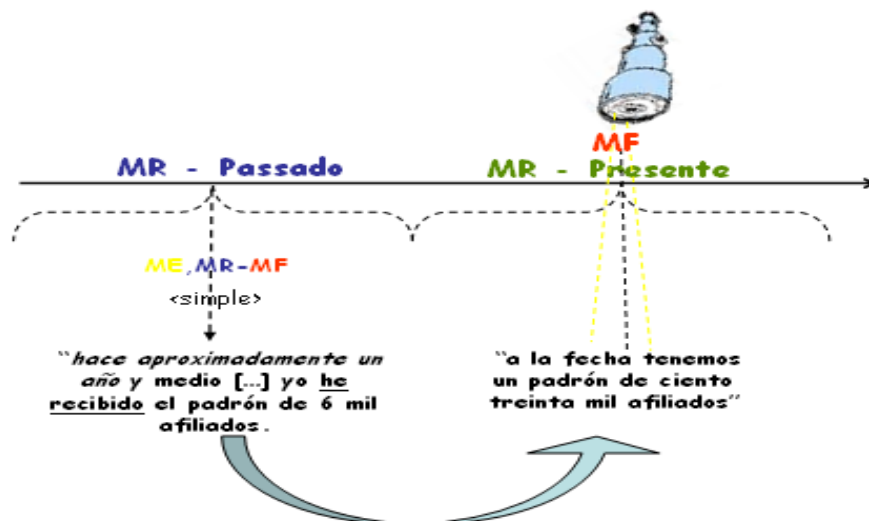 MF
MR - Passado
MR - Presente
ME,MR-MF
<simple>
“hace aproximadamente un
año y medio [...] yo he
recibido el padrón de 6 mil
afiliados.
“a la fecha tenemos
un padrón de ciento
treinta mil afiliados”